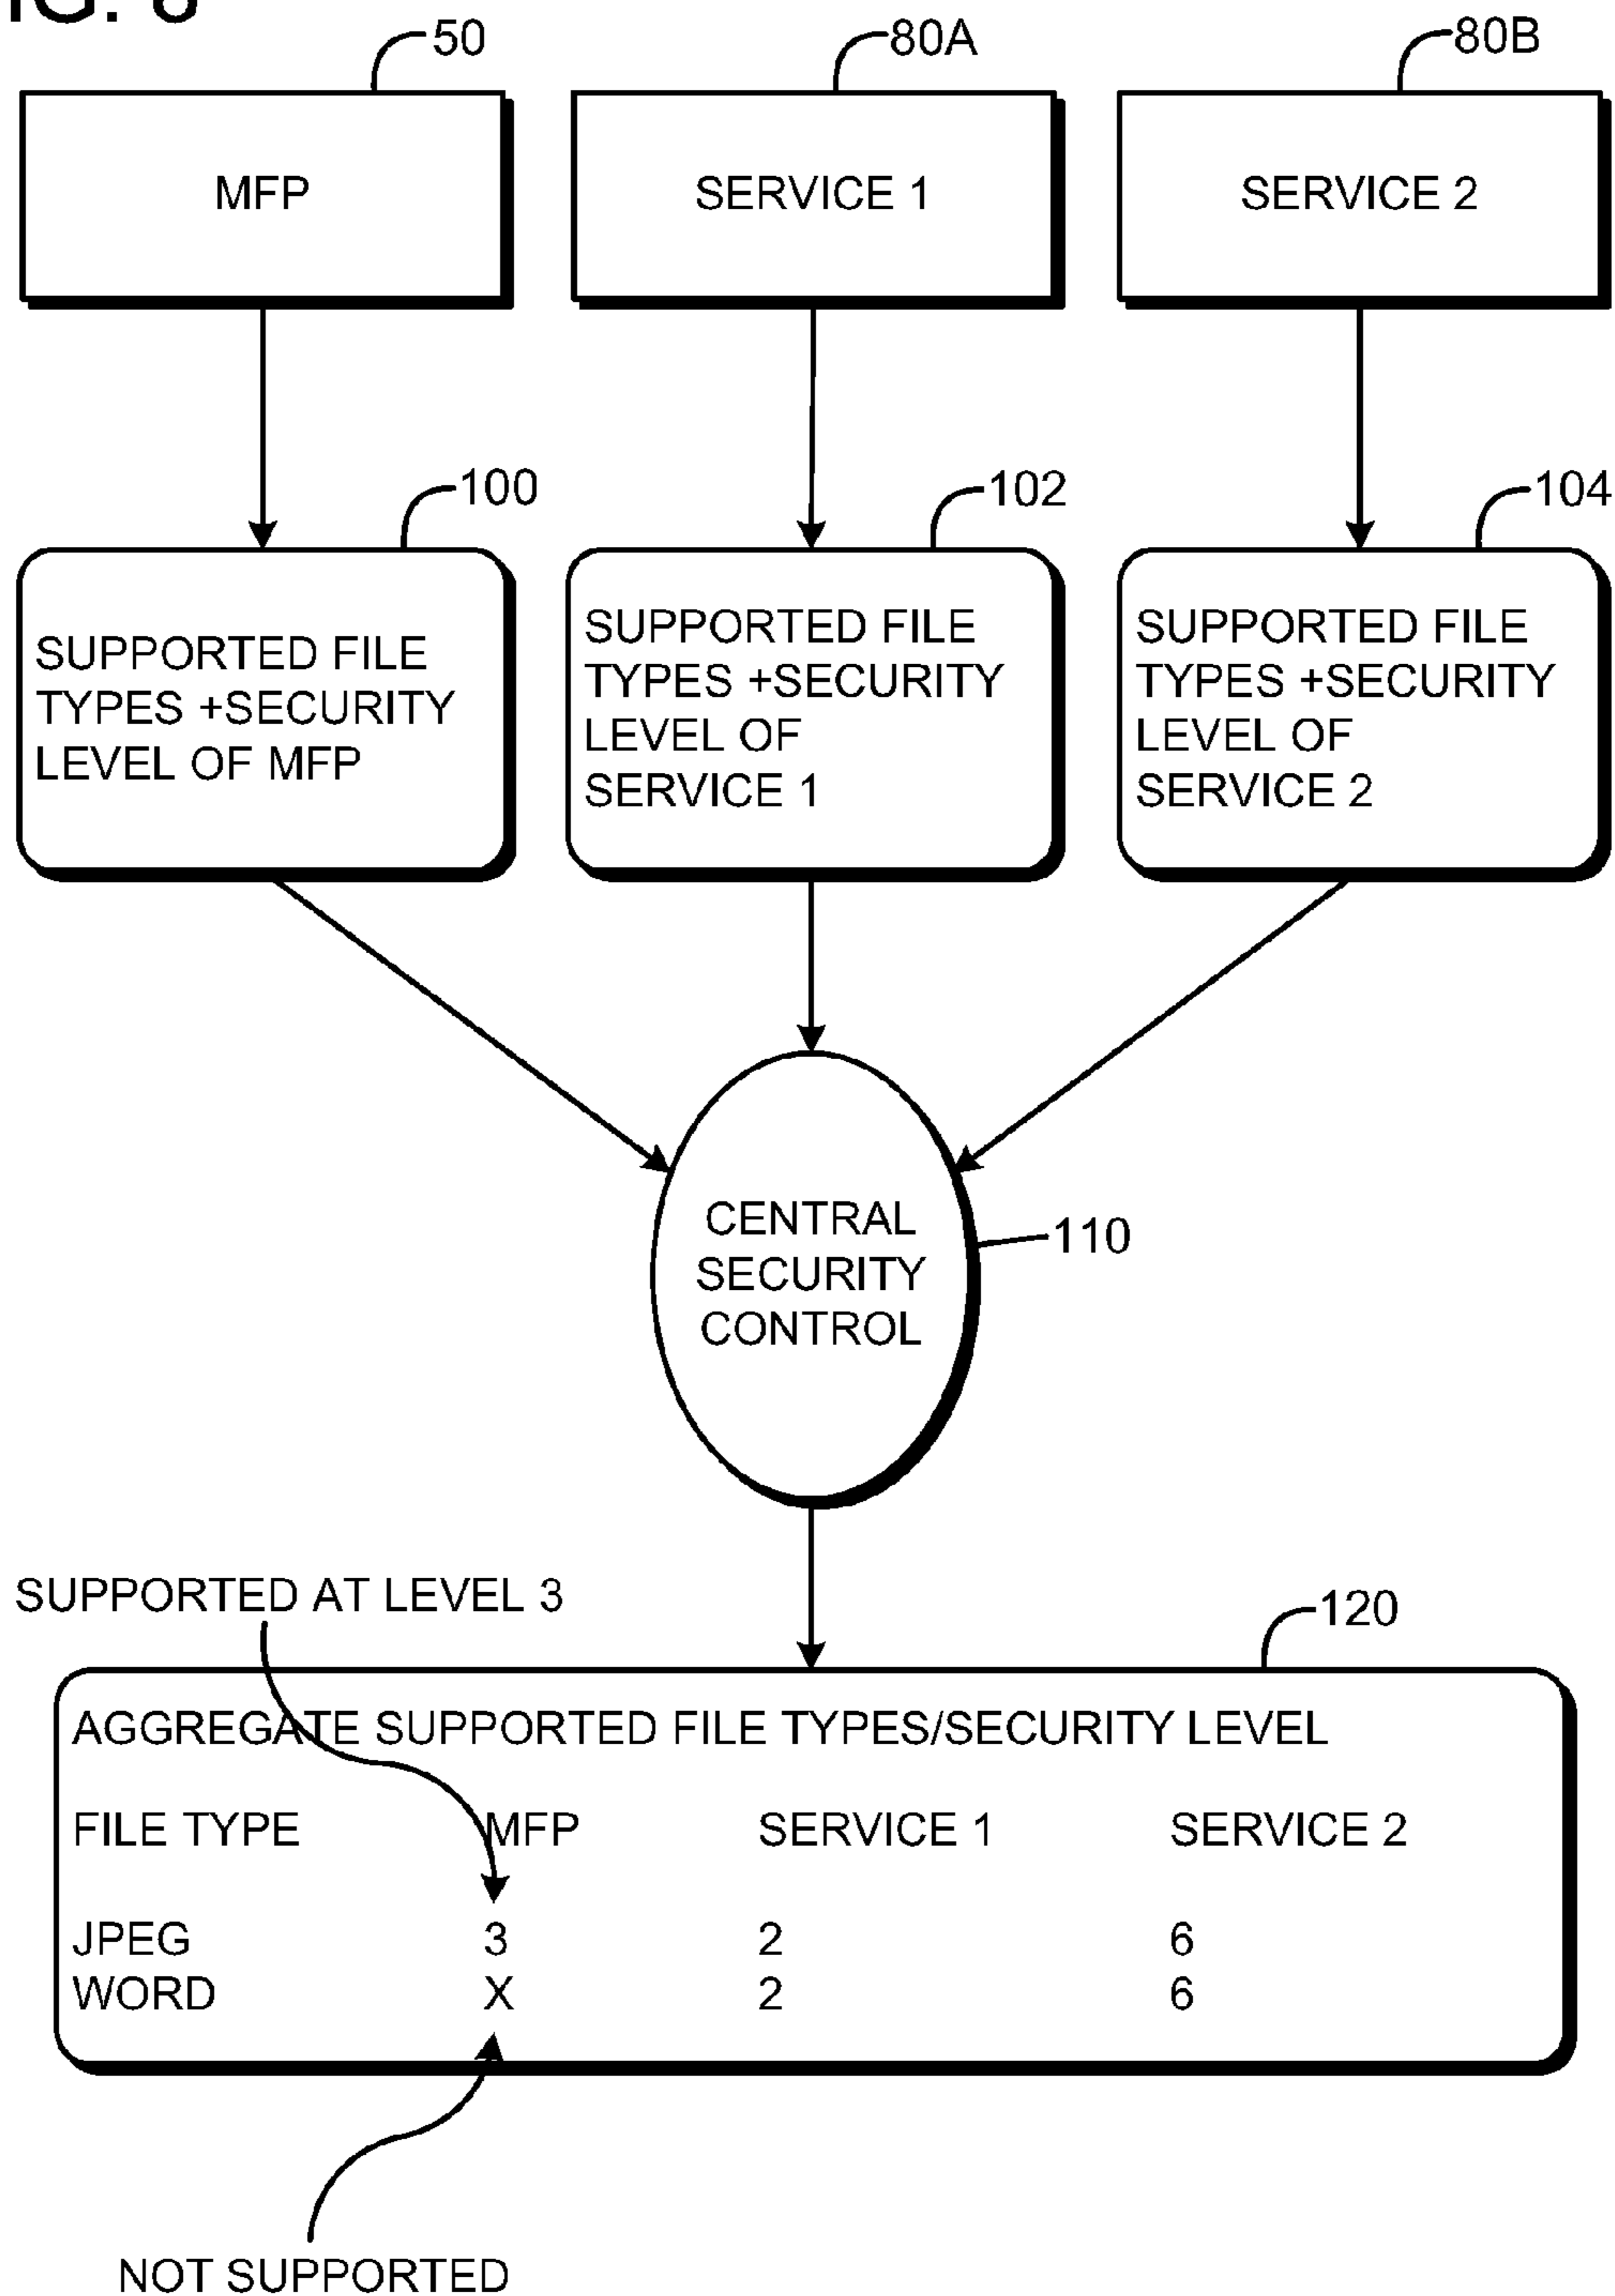 FIG.
50
80A
80B
MFP
SERVICE 1
SERVICE 2
100
102
104
SUPPORTED FILE
TYPES +SECURITY
LEVEL OF MFP
SUPPORTED FILE
TYPES +SECURITY
LEVEL OF
SERVICE 1
SUPPORTED FILE
TYPES +SECURITY
LEVEL OF
SERVICE 2
CENTRAL
SECURITY
CONTROL
110
SUPPORTED AT LEVEL 3
120
AGGREGATE SUPPORTED FILE TYPES/SECURITY LEVEL
FILE TYPE MFP SERVICE 1 SERVICE 2
JPEG 3 2 6
WORD X 2 6
NOT SUPPORTED